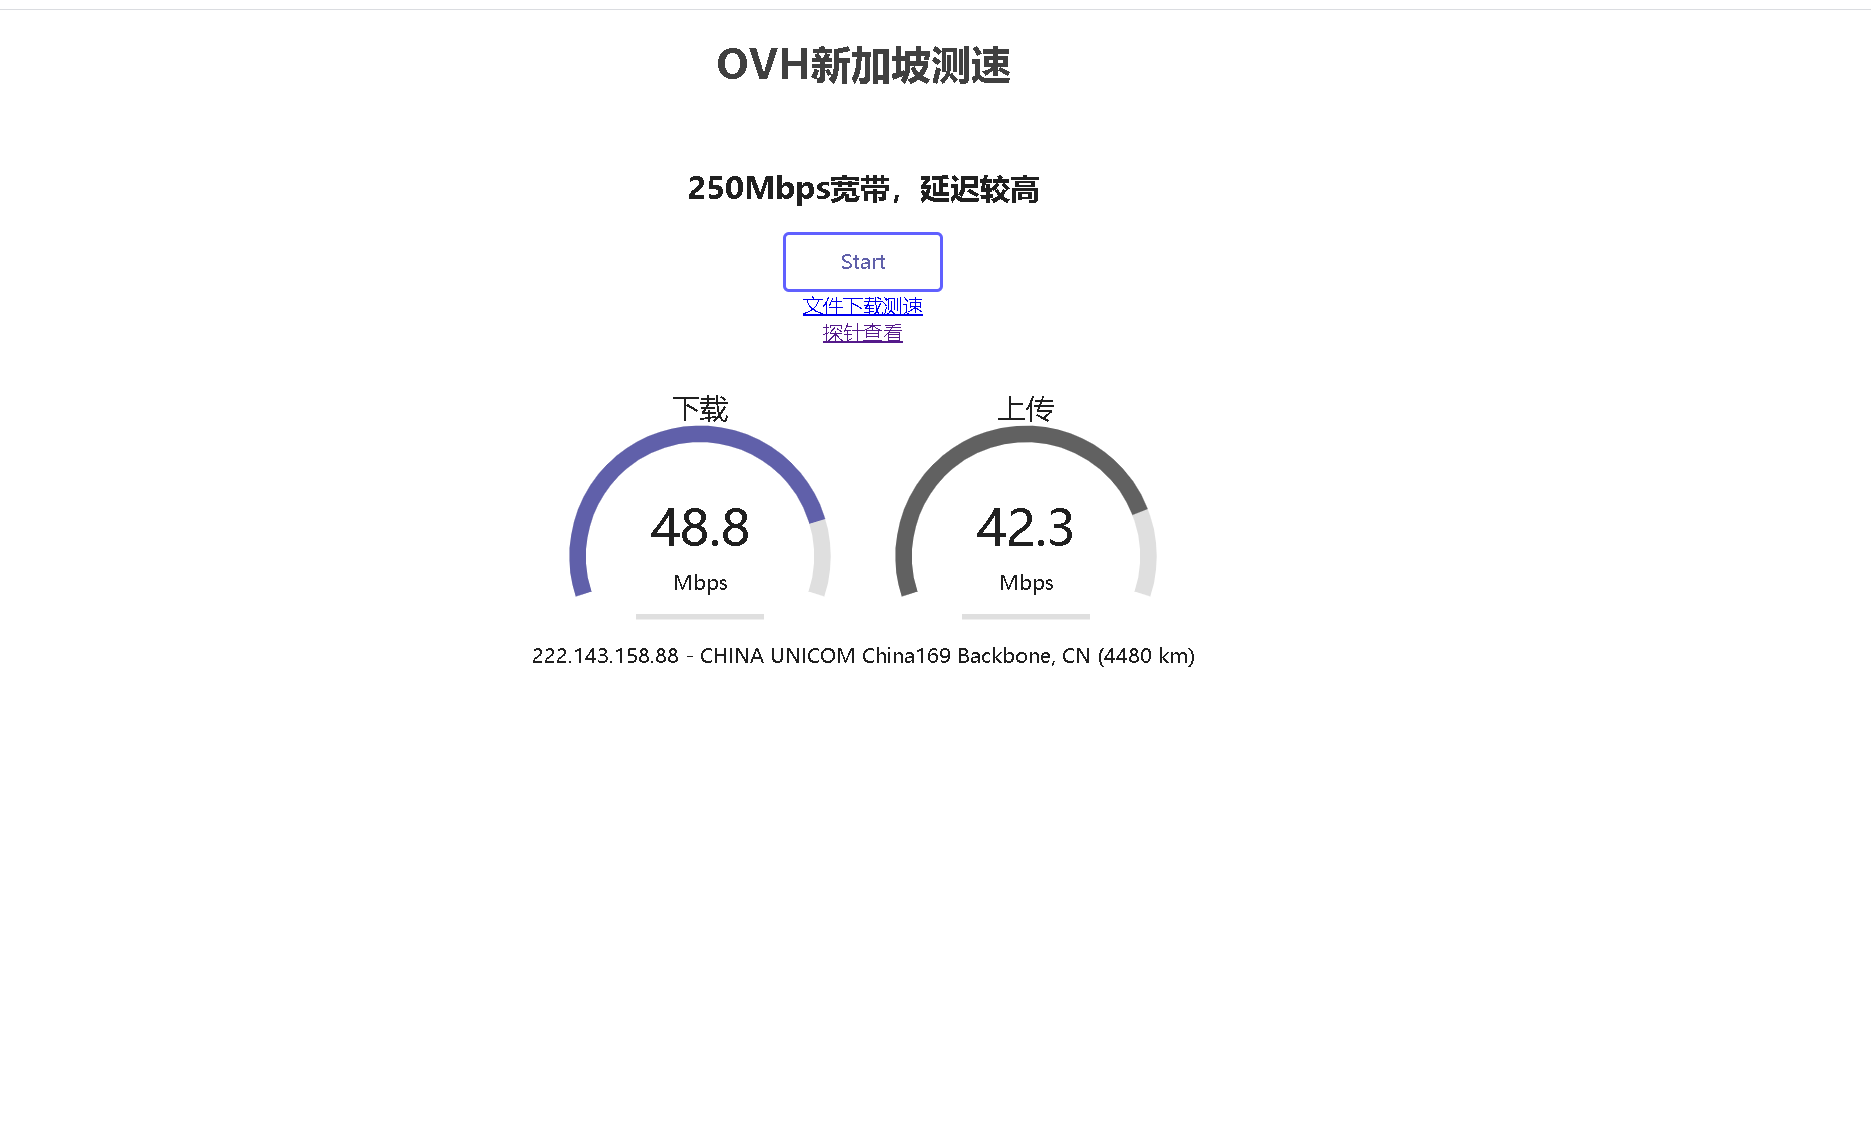 OVH新加坡测速
250Mbps宽带，延迟较高
Start
文件下载测速
探针查看
下载
48.8
Mbps
上传
42.3
Mbps
222.143.158.88 - CHINA UNICOM China169 Backbone, CN (4480 km)